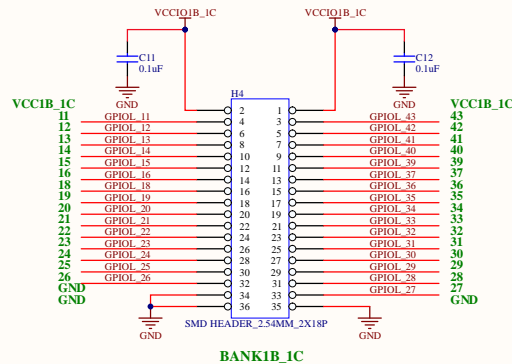 VCCIO1B_1C VCCIO1B_1C
C11 C12
0.1uF 0.1uF
GND GND
H4
VCC1B_1C 2 1 VCC1B_1C
11 GPIOL_11 4 3 GPIOL_43 43
12 GPIOL_12 6 5 GPIOL_42 42
13 GPIOL_13 8 7 GPIOL_41 41
14 GPIOL_14 10 9 GPIOL_40 40
15 GPIOL_15 12 11 GPIOL_39 39
16 GPIOL_16 14 13 GPIOL_37 37
18 GPIOL_18 16 15 GPIOL_36 36
19 GPIOL_19 18 17 GPIOL_35 35
20 GPIOL_20 20 19 GPIOL_34 34
21 GPIOL_21 22 21 GPIOL_33 33
22 GPIOL_22 24 23 GPIOL_32 32
23 GPIOL_23 26 25 GPIOL_31 31
24 GPIOL_24 28 27 GPIOL_30 30
25 GPIOL_25 30 29 GPIOL_29 29
26 GPIOL_26 32 31 GPIOL_28 28
GND 34 33 GPIOL_27 27
GND 36 35 GND
SMD HEADER_2.54MM_2X18P
GND GND
BANK1B_1C